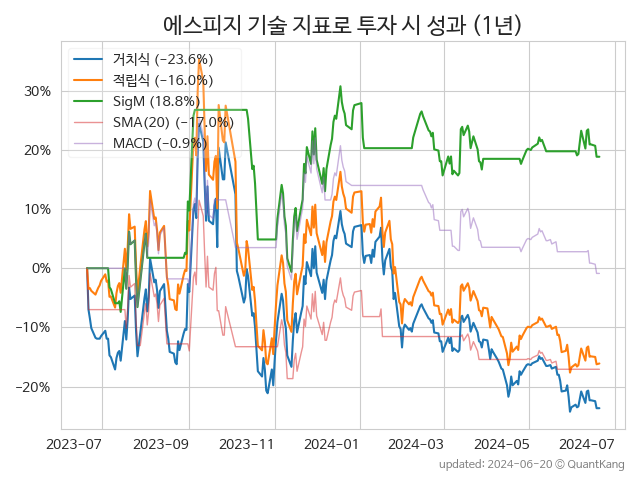 에스피지 기술 지표로 투자 시 성과 (1년)
거치식 (-23.6%)
적립식 (-16.0%)
SigM (18.8%)
SMA(20) (-17.0%)
MACD (-0.9%)
30%
20%
10%
0%
-10%
-20%
2023-07 2023-09 2023-11 2024-01 2024-03 2024-05 2024-07
updated: 2024-06-20 © QuantKang